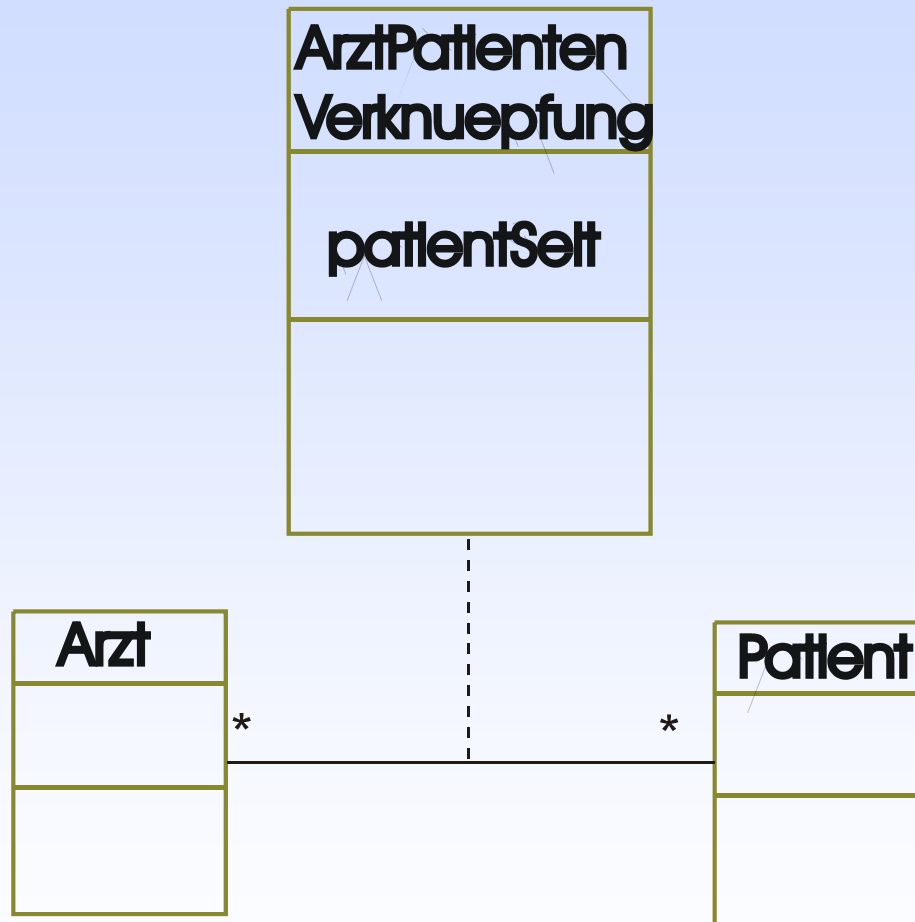 ArztPatienten
Verknuepfung
patientSeit
Arzt
Patient
*
*